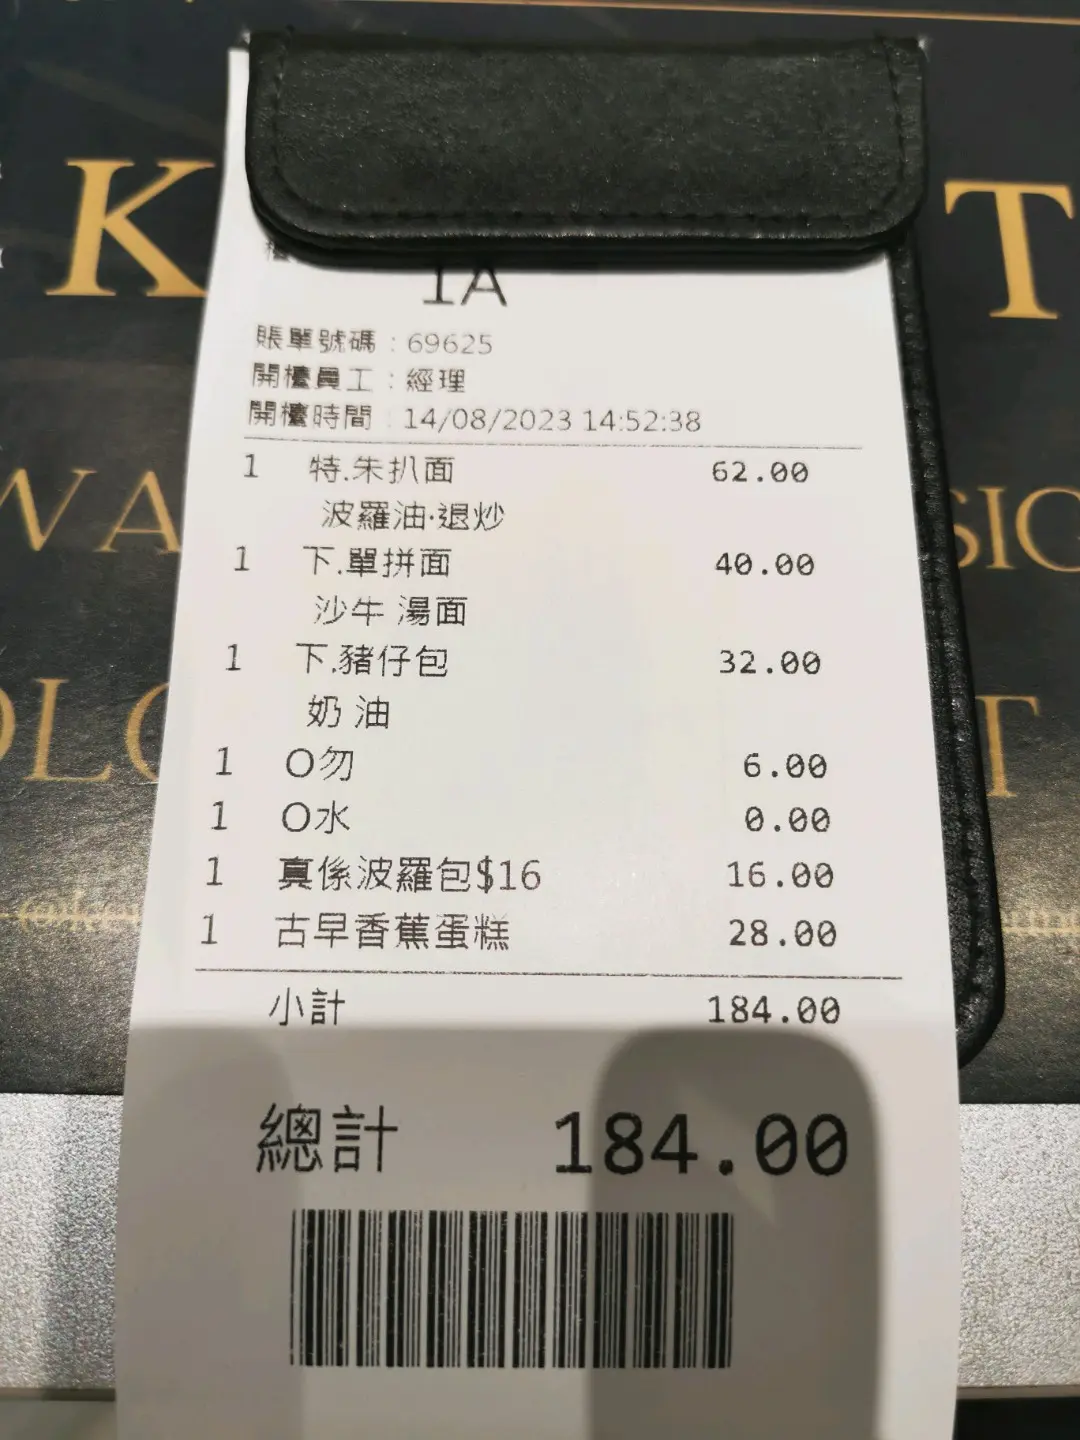 K T
1A
賬單號碼 : 69625
開檯員工 : 經理
開檯時間 : 14/08/2023 14:52:38
1 特.朱扒面 62.00
波羅油·退炒
1 下.單拼面 40.00
沙牛 湯面
1 下.豬仔包 32.00
奶 油
1 O勿 6.00
1 O水 0.00
1 真係波羅包$16 16.00
1 古早香蕉蛋糕 28.00
小計 184.00
總計 184.00
WA SIG
OLO T